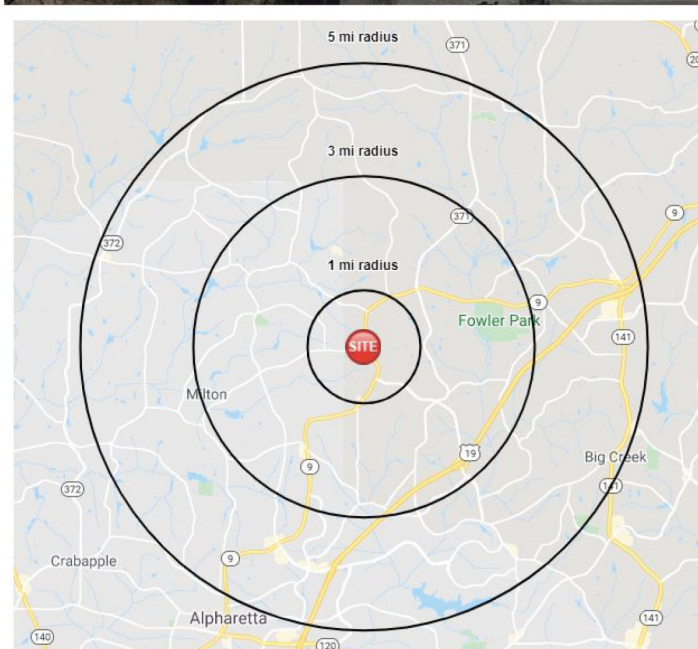 5 mi radius
371
20
3 mi radius
9
371
372
1 mi radius
9
Fowler Park
SITE
141
Milton
19
Big Creek
9
372
141
9
Crabapple
Alpharetta
141
140
120